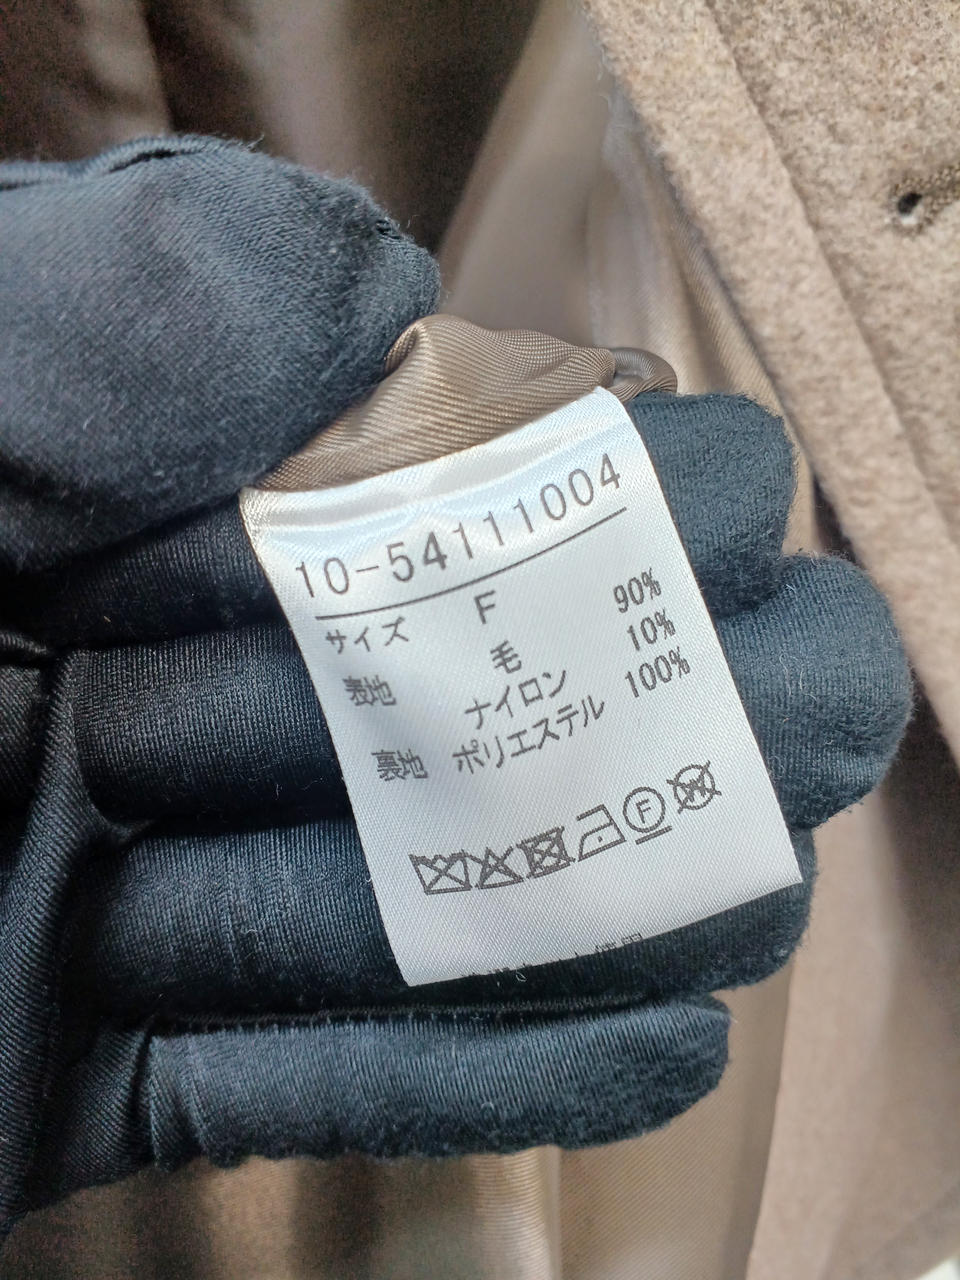 10-54111004
サイズ F
表地 毛 90%
ナイロン 10%
裏地 ポリエステル 100%
F
W